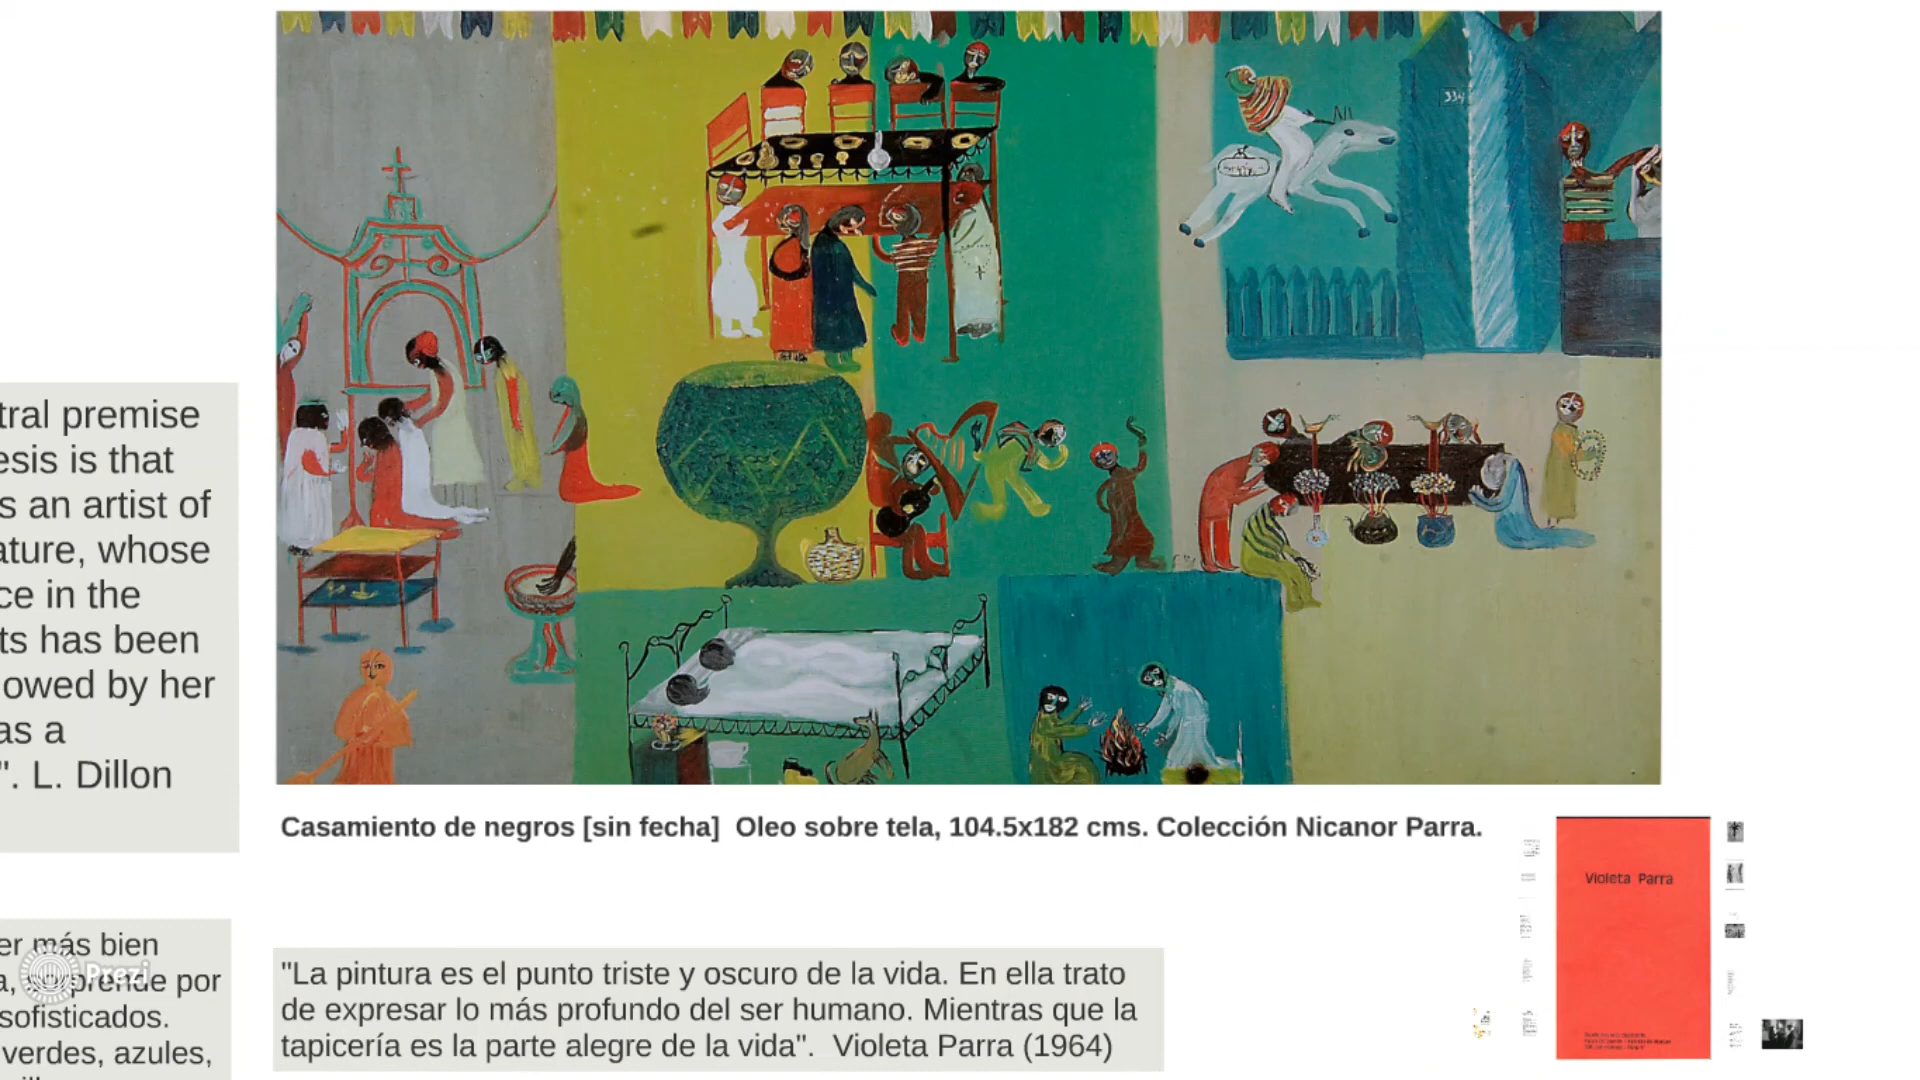 334
tral premise
esis is that
s an artist of
ature, whose
ce in the
ts has been
owed by her
as a
". L. Dillon
Casamiento de negros [sin fecha]  Oleo sobre tela, 104.5x182 cms. Colección Nicanor Parra.
Violeta Parra
er más bien
a, sorprende por
sofisticados.
verdes, azules,
Prezi
"La pintura es el punto triste y oscuro de la vida. En ella trato
de expresar lo más profundo del ser humano. Mientras que la
tapicería es la parte alegre de la vida".  Violeta Parra (1964)